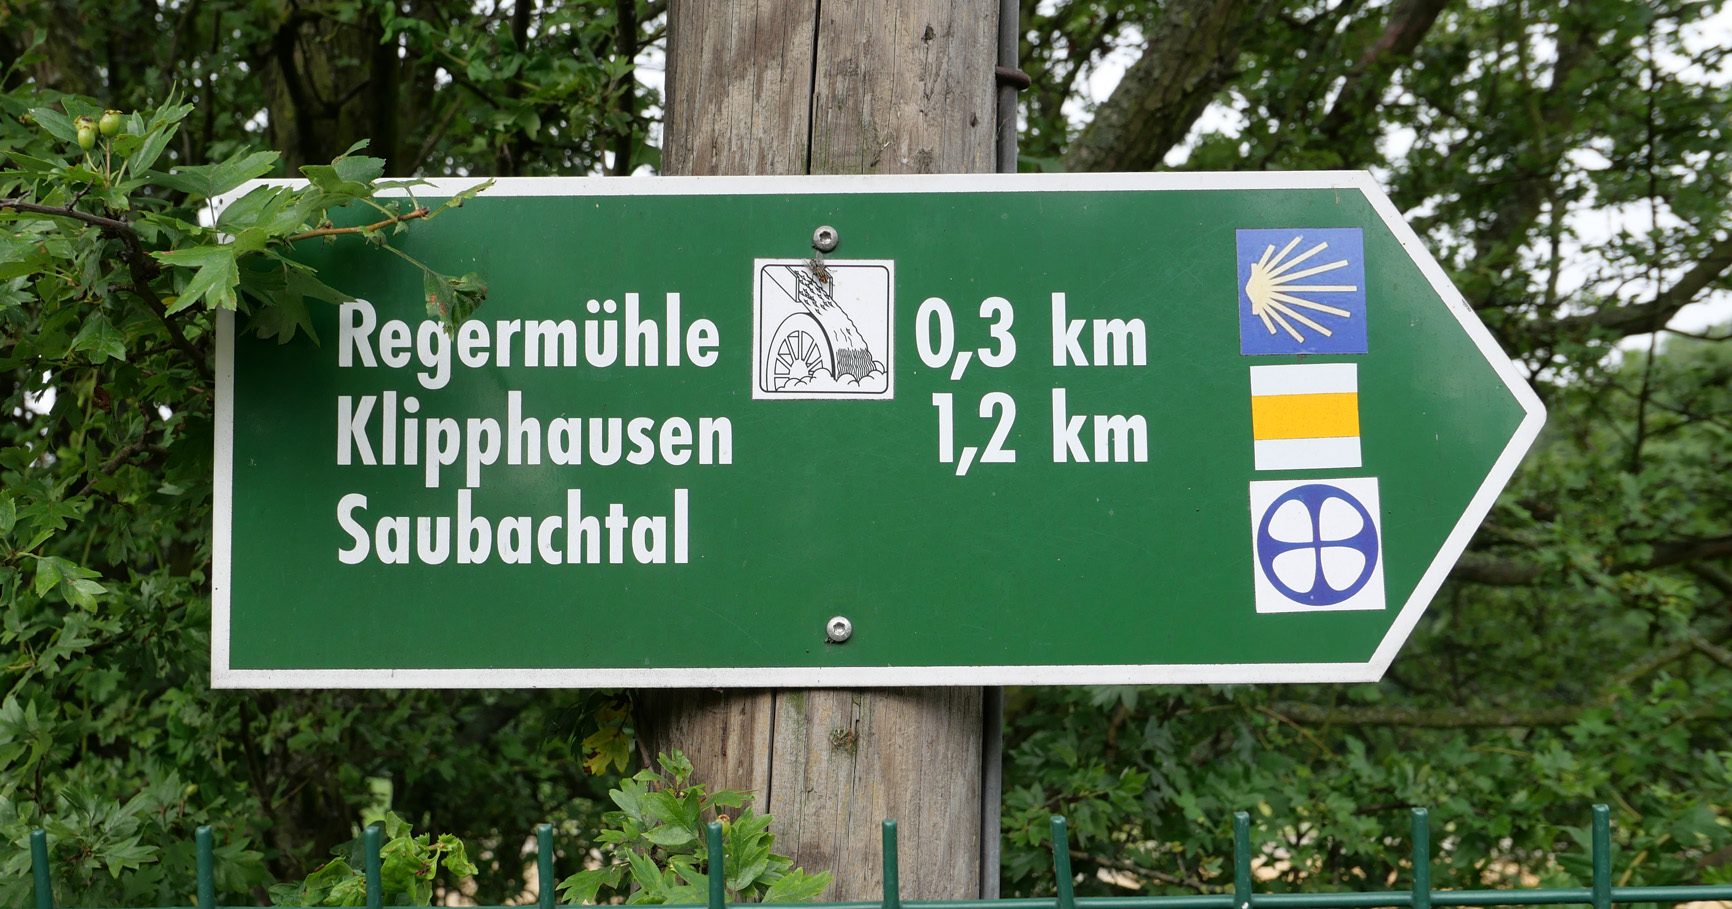 Regermühle 0,3 km
Klipphausen 1,2 km
Saubachtal